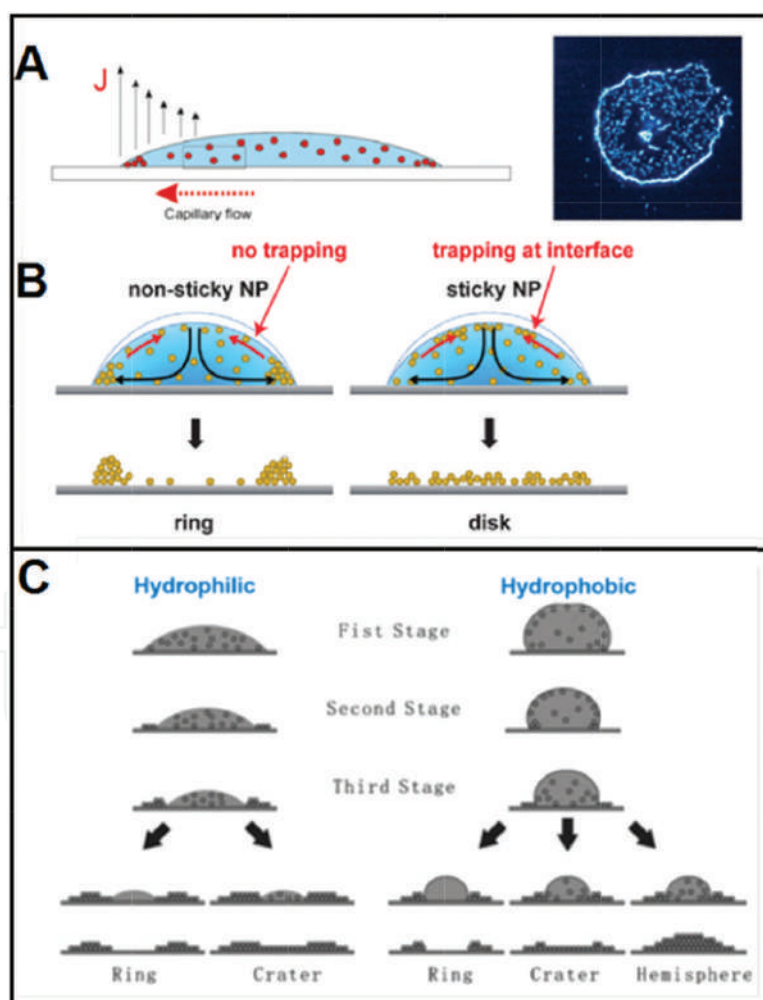 A
J
Capillary flow
B
no trapping
trapping at interface
non-sticky NP
sticky NP
ring
disk
C
Hydrophilic
Hydrophobic
Fist Stage
Second Stage
Third Stage
Ring
Crater
Ring
Crater
Hemisphere